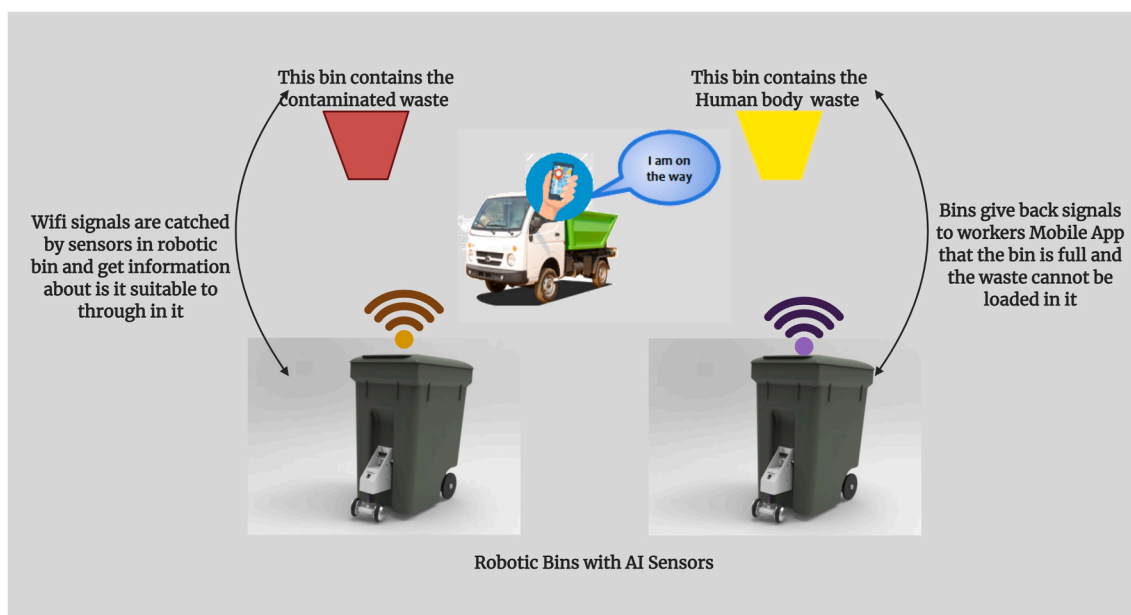 This bin contains the
contaminated waste
This bin contains the
Human body waste
I am on
the way
Wifi signals are catched
by sensors in robotic
bin and get information
about is it suitable to
through in it
Bins give back signals
to workers Mobile App
that the bin is full and
the waste cannot be
loaded in it
Robotic Bins with AI Sensors